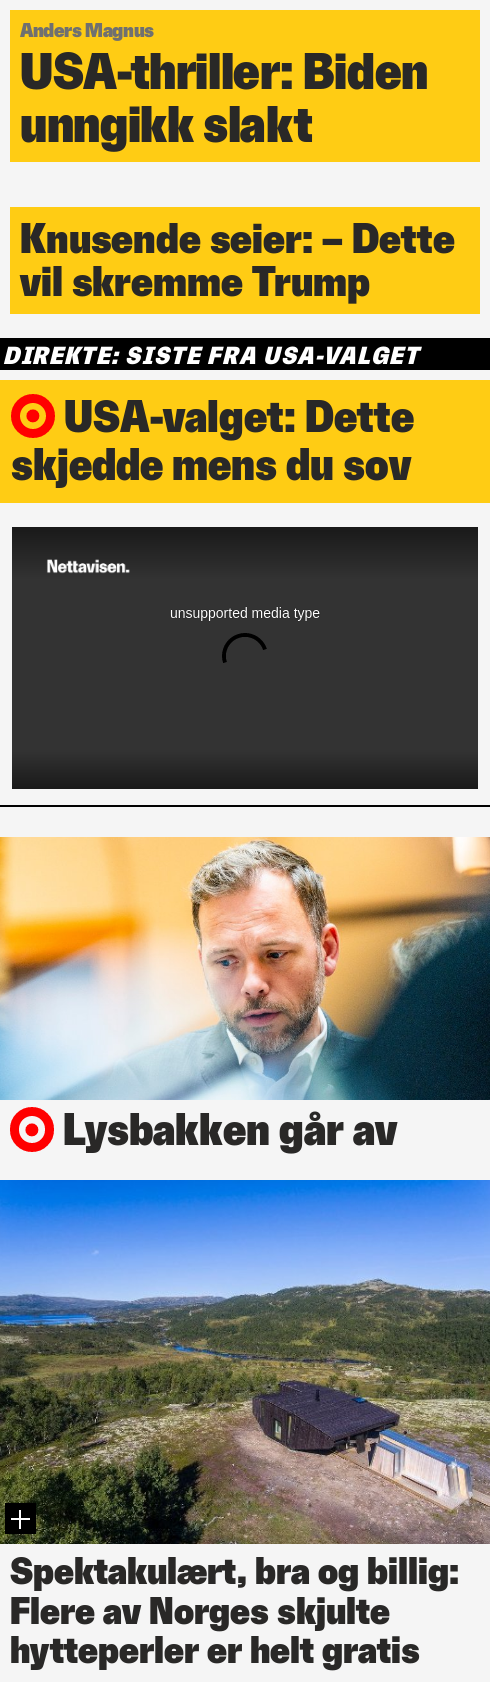 Anders Magnus
USA-thriller: Biden
unngikk slakt
Knusende seier: – Dette
vil skremme Trump
DIREKTE: SISTE FRA USA-VALGET
USA-valget: Dette
skjedde mens du sov
Nettavisen.
unsupported media type
Lysbakken går av
Spektakulært, bra og billig:
Flere av Norges skjulte
hytteperler er helt gratis